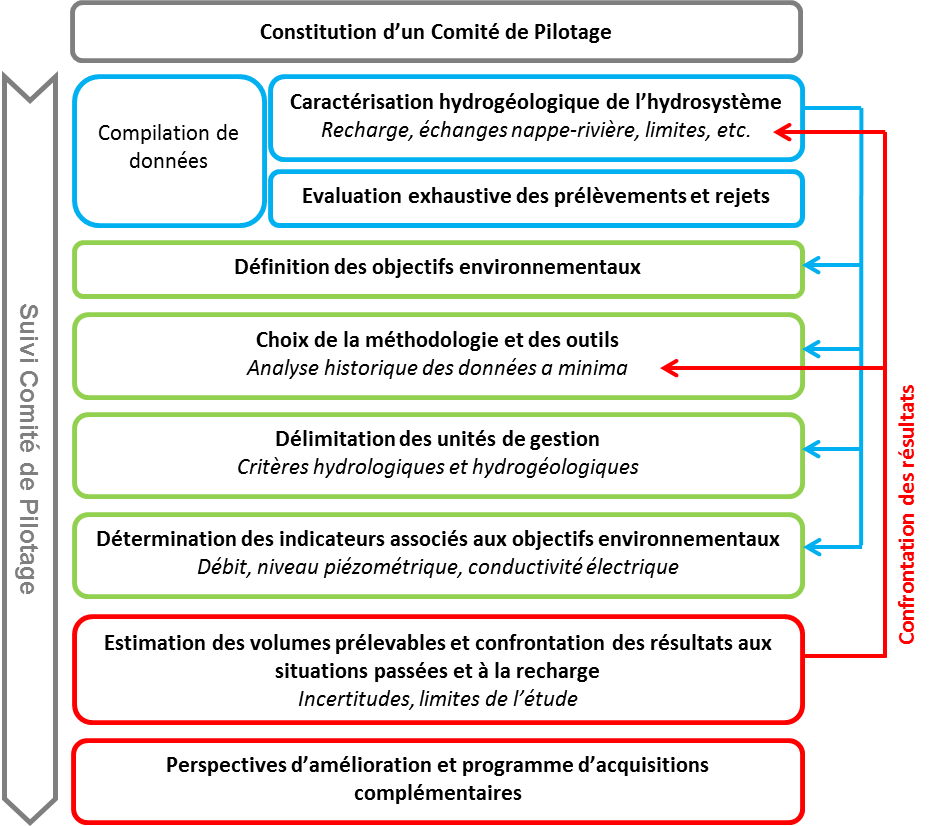 Constitution d’un Comité de Pilotage
Compilation de
données
Caractérisation hydrogéologique de l’hydrosystème
Recharge, échanges nappe-rivière, limites, etc.
Evaluation exhaustive des prélèvements et rejets
Définition des objectifs environnementaux
Choix de la méthodologie et des outils
Analyse historique des données a minima
Délimitation des unités de gestion
Critères hydrologiques et hydrogéologiques
Détermination des indicateurs associés aux objectifs environnementaux
Débit, niveau piézométrique, conductivité électrique
Estimation des volumes prélevables et confrontation des résultats aux
situations passées et à la recharge
Incertitudes, limites de l’étude
Perspectives d’amélioration et programme d’acquisitions
complémentaires
Suivi Comité de Pilotage
Confrontation des résultats